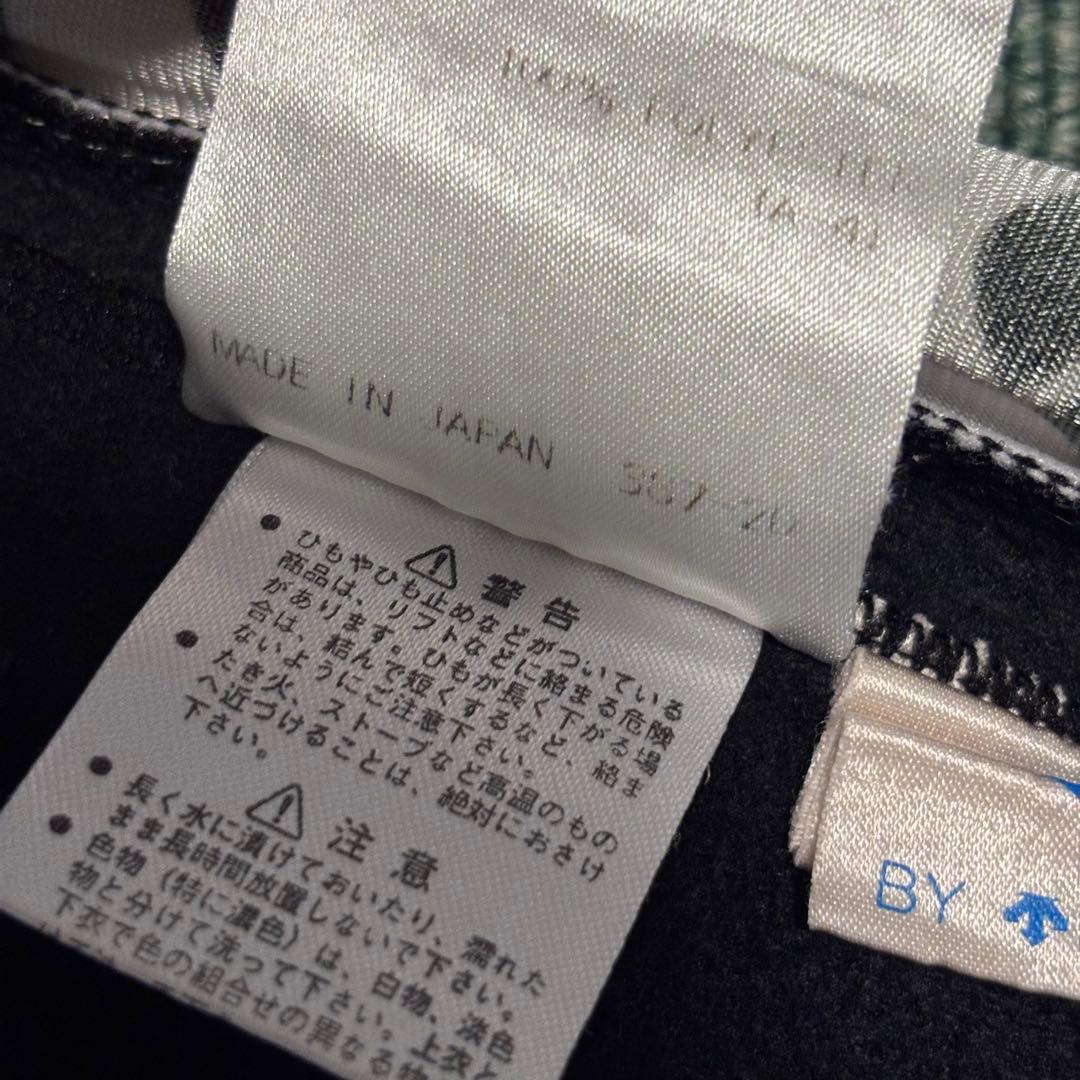 100% POLYESTER
(A-4)
MADE IN JAPAN
⚠ 警告
● ひもやひも止めなどがついている
商品は、リフトなどに絡まる危険
があります。ひもが長く下がる場
合は、結んで短くするなど、絡ま
ないようにご注意下さい。
● たき火、ストーブなど高温のもの
へ近づけることは、絶対におさけ
下さい。
⚠ 注意
● 長く水に漬けておいたり、濡れた
まま長時間放置しないで下さい。
● 色物（特に濃色）は、白物、淡色
物と分けて洗って下さい。上衣と
下衣で色の組合せの異なる物
BY